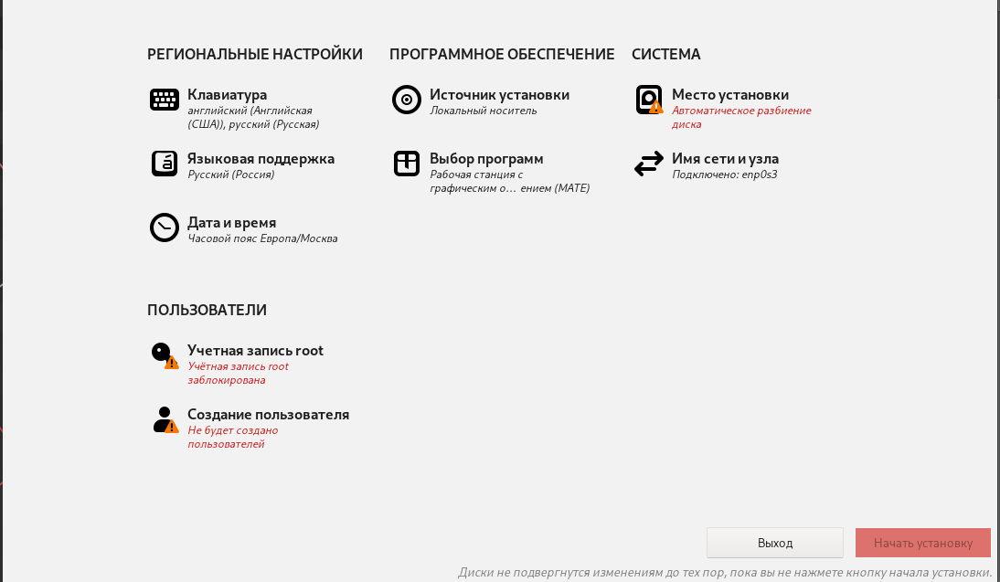 РЕГИОНАЛЬНЫЕ НАСТРОЙКИ
Клавиатура
английский (Английская
(США)), русский (Русская)
Языковая поддержка
Русский (Россия)
Дата и время
Часовой пояс Европа/Москва
ПРОГРАММНОЕ ОБЕСПЕЧЕНИЕ
Источник установки
Локальный носитель
Выбор программ
Рабочая станция с
графическим о… ением (MATE)
СИСТЕМА
Место установки
Автоматическое разбиение
диска
Имя сети и узла
Подключено: enp0s3
ПОЛЬЗОВАТЕЛИ
Учетная запись root
Учётная запись root
заблокирована
Создание пользователя
Не будет создано
пользователей
Выход
Начать установку
Диски не подвергнутся изменениям до тех пор, пока вы не нажмете кнопку начала установки.